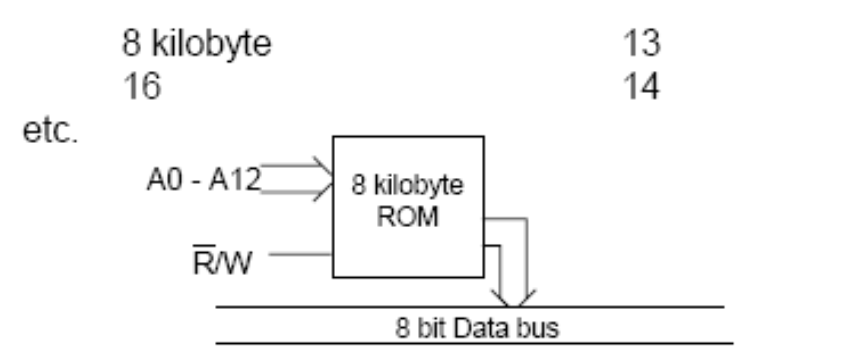 8 kilobyte 13
16 14
etc.
A0 - A12
8 kilobyte
ROM
R̅/W
8 bit Data bus